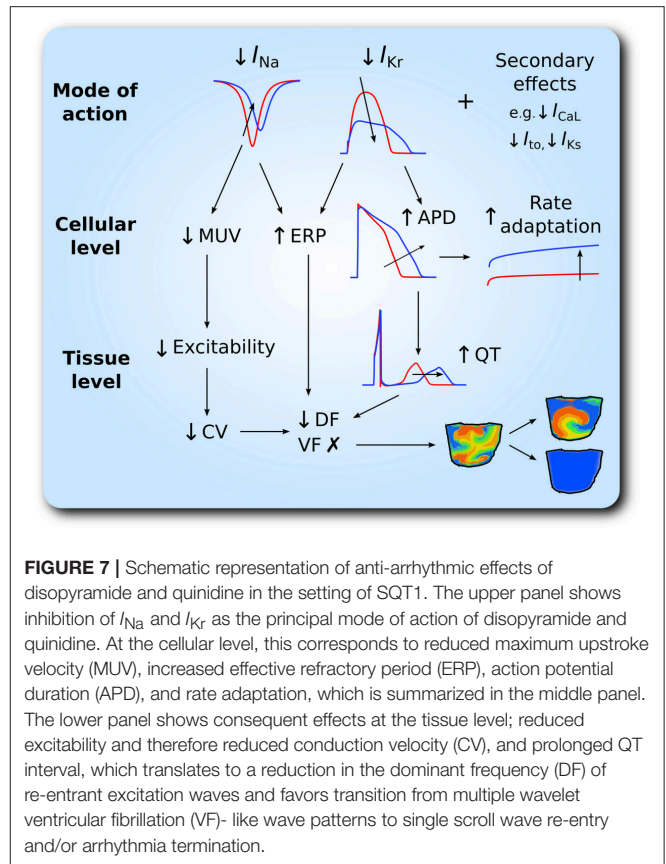 Mode of
action
↓ I_Na
↓ I_Kr
+
Secondary
effects
e.g. ↓ I_CaL
↓ I_to, ↓ I_Ks
Cellular
level
↓ MUV
↑ ERP
↑ APD
↑ Rate
adaptation
Tissue
level
↓ Excitability
↑ QT
↓ CV
↓ DF
VF ✗
FIGURE 7 | Schematic representation of anti-arrhythmic effects of
disopyramide and quinidine in the setting of SQT1. The upper panel shows
inhibition of I_Na and I_Kr as the principal mode of action of disopyramide and
quinidine. At the cellular level, this corresponds to reduced maximum upstroke
velocity (MUV), increased effective refractory period (ERP), action potential
duration (APD), and rate adaptation, which is summarized in the middle panel.
The lower panel shows consequent effects at the tissue level; reduced
excitability and therefore reduced conduction velocity (CV), and prolonged QT
interval, which translates to a reduction in the dominant frequency (DF) of
re-entrant excitation waves and favors transition from multiple wavelet
ventricular fibrillation (VF)- like wave patterns to single scroll wave re-entry
and/or arrhythmia termination.